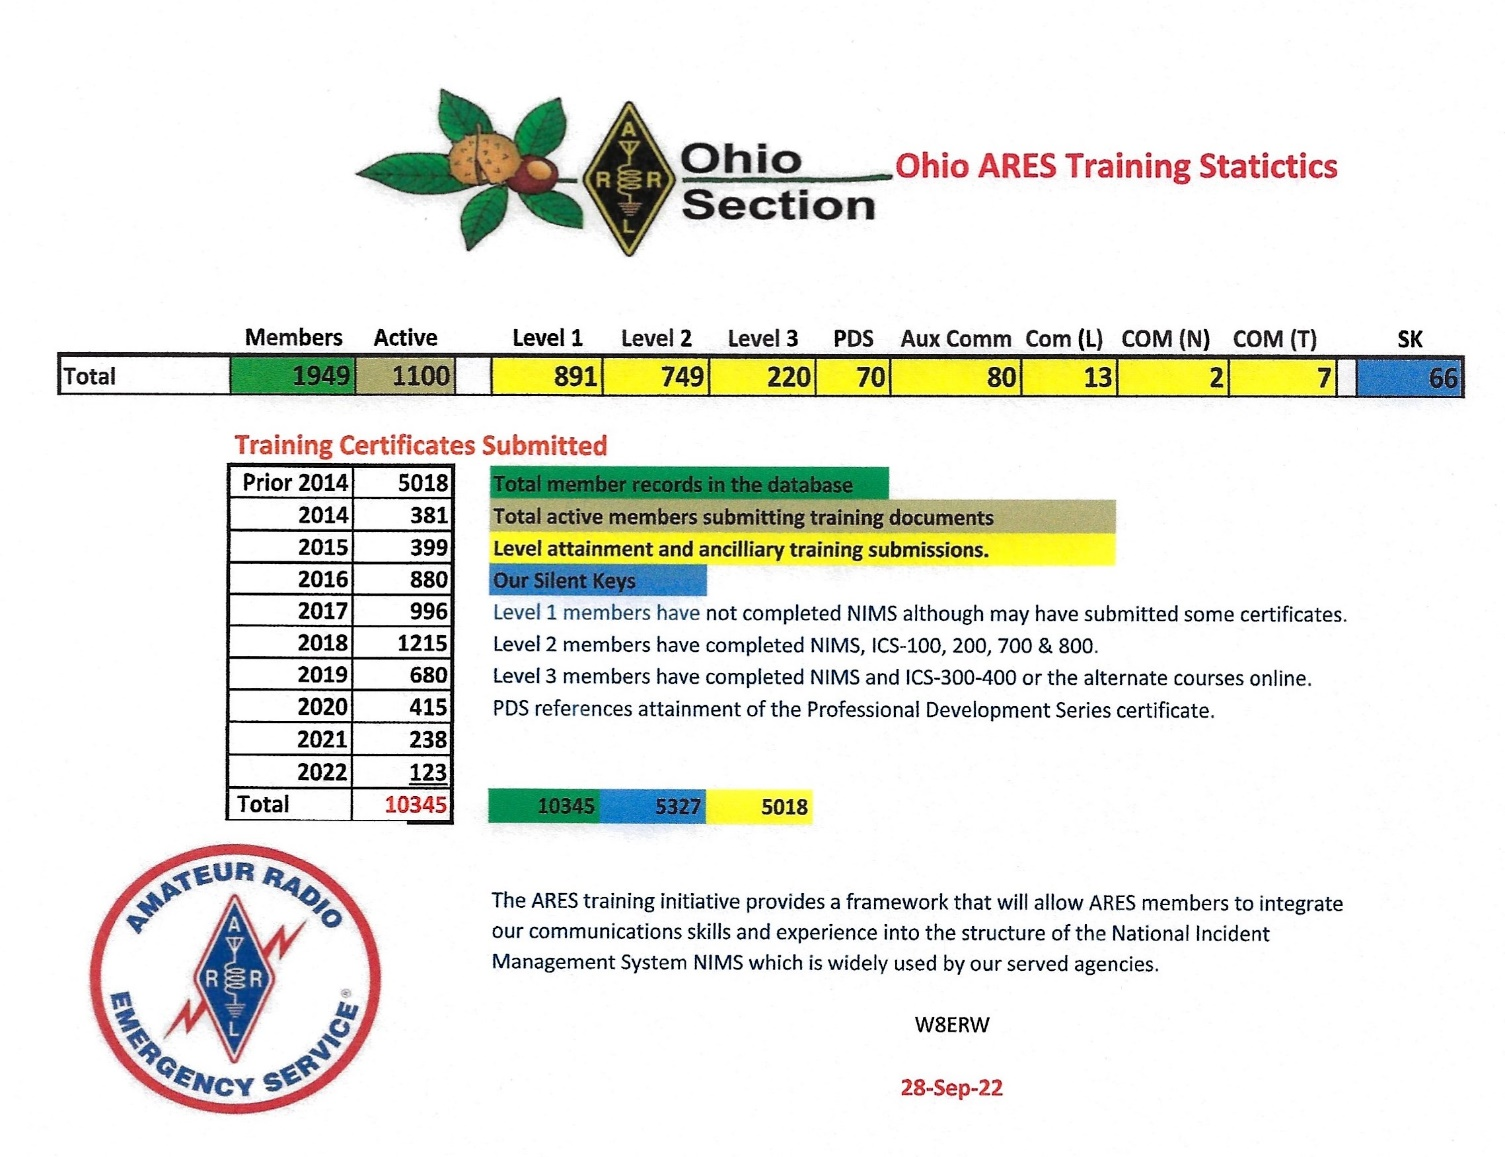 A
R R
L
Ohio
Section
Ohio ARES Training Statictics
Members Active Level 1 Level 2 Level 3 PDS Aux Comm Com (L) COM (N) COM (T) SK
Total 1949 1100 891 749 220 70 80 13 2 7 66
Training Certificates Submitted
Prior 2014 5018
2014 381
2015 399
2016 880
2017 996
2018 1215
2019 680
2020 415
2021 238
2022 123
Total 10345
Total member records in the database
Total active members submitting training documents
Level attainment and ancilliary training submissions.
Our Silent Keys
Level 1 members have not completed NIMS although may have submitted some certificates.
Level 2 members have completed NIMS, ICS-100, 200, 700 & 800.
Level 3 members have completed NIMS and ICS-300-400 or the alternate courses online.
PDS references attainment of the Professional Development Series certificate.
10345 5327 5018
AMATEUR RADIO
A
R R
L
EMERGENCY SERVICE®
The ARES training initiative provides a framework that will allow ARES members to integrate
our communications skills and experience into the structure of the National Incident
Management System NIMS which is widely used by our served agencies.
W8ERW
28-Sep-22